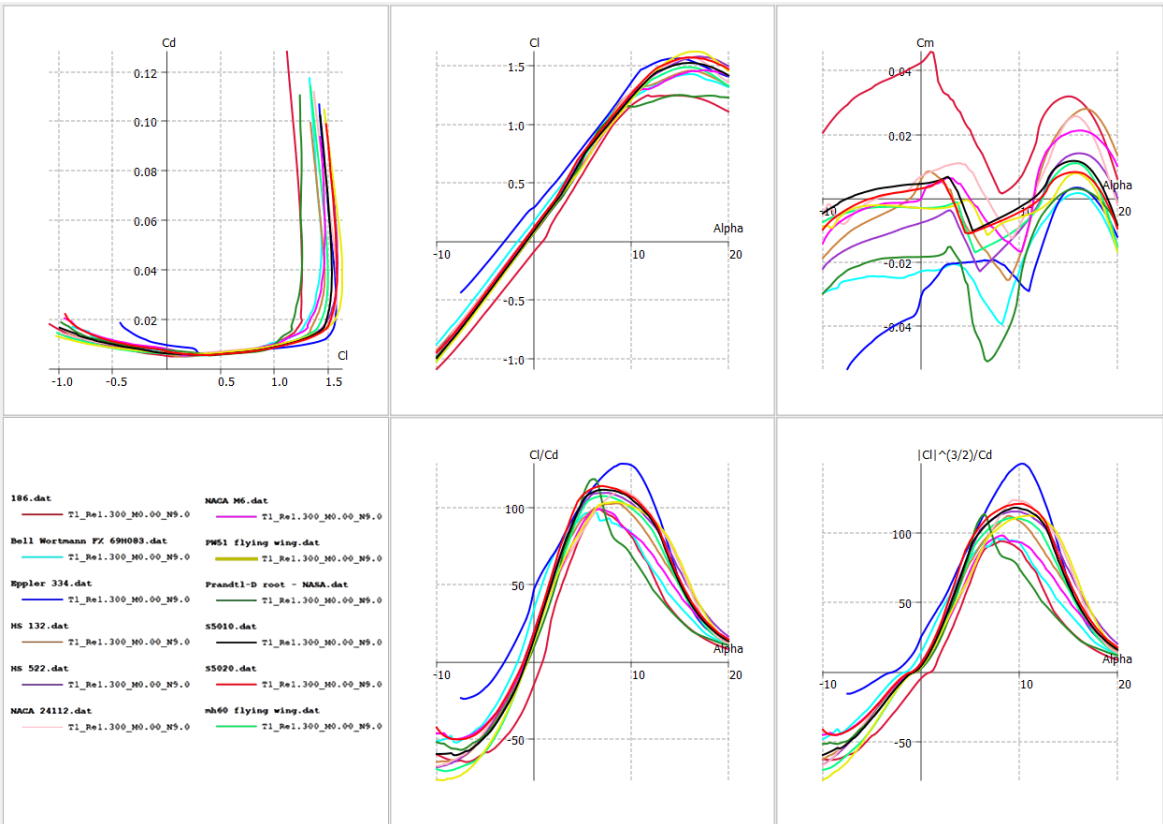 Cd
0.12
0.10
0.08
0.06
0.04
0.02
Cl
-1.0
-0.5
0.5
1.0
1.5
Cl
1.5
1.0
0.5
Alpha
-10
10
20
-0.5
-1.0
Cm
0.04
0.02
Alpha
-10
10
20
-0.02
-0.04
186.dat
T1_Re1.300_M0.00_N9.0
Bell Wortmann FX 69H083.dat
T1_Re1.300_M0.00_N9.0
Eppler 334.dat
T1_Re1.300_M0.00_N9.0
HS 132.dat
T1_Re1.300_M0.00_N9.0
HS 522.dat
T1_Re1.300_M0.00_N9.0
NACA 24112.dat
T1_Re1.300_M0.00_N9.0
NACA M6.dat
T1_Re1.300_M0.00_N9.0
PW51 flying wing.dat
T1_Re1.300_M0.00_N9.0
Prandtl-D root - NASA.dat
T1_Re1.300_M0.00_N9.0
S5010.dat
T1_Re1.300_M0.00_N9.0
S5020.dat
T1_Re1.300_M0.00_N9.0
mh60 flying wing.dat
T1_Re1.300_M0.00_N9.0
Cl/Cd
100
50
Alpha
-10
10
20
-50
|Cl|^(3/2)/Cd
100
50
Alpha
-10
10
20
-50